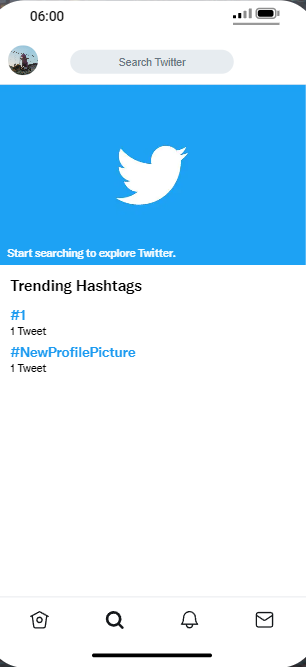 06:00
Search Twitter
Start searching to explore Twitter.
Trending Hashtags
#1
1 Tweet
#NewProfilePicture
1 Tweet